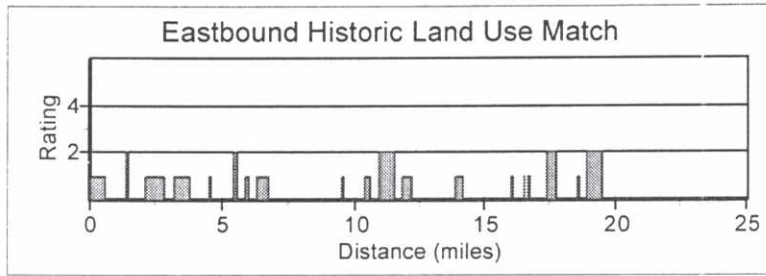 Eastbound Historic Land Use Match
Rating
4
2
0 5 10 15 20 25
Distance (miles)